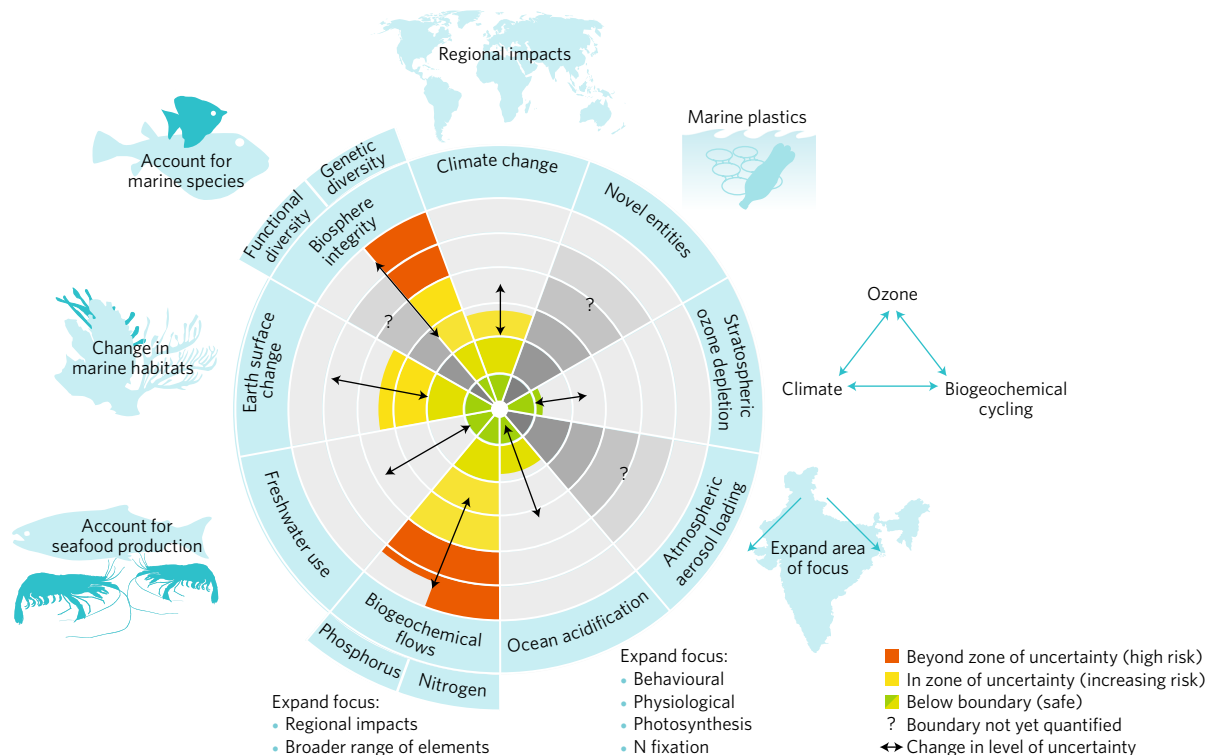 Regional impacts
Marine plastics
Account for
marine species
Genetic
diversity
Functional
diversity
Biosphere
integrity
Climate change
Novel entities
Stratospheric
ozone depletion
Atmospheric
aerosol loading
Ocean acidification
Biogeochemical
flows
Phosphorus
Nitrogen
Freshwater use
Earth surface
change
?
?
?
Change in
marine habitats
Account for
seafood production
Ozone
Climate
Biogeochemical
cycling
Expand area
of focus
Expand focus:
• Regional impacts
• Broader range of elements
Expand focus:
• Behavioural
• Physiological
• Photosynthesis
• N fixation
Beyond zone of uncertainty (high risk)
In zone of uncertainty (increasing risk)
Below boundary (safe)
? Boundary not yet quantified
Change in level of uncertainty